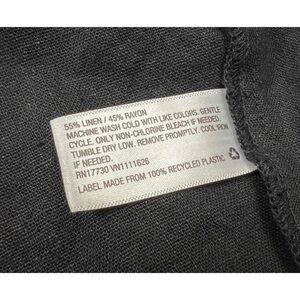 55% LINEN / 45% RAYON
MACHINE WASH COLD WITH LIKE COLORS. GENTLE
CYCLE. ONLY NON-CHLORINE BLEACH IF NEEDED.
TUMBLE DRY LOW. REMOVE PROMPTLY. COOL IRON
IF NEEDED.
RN17730 VN1111626
LABEL MADE FROM 100% RECYCLED PLASTIC